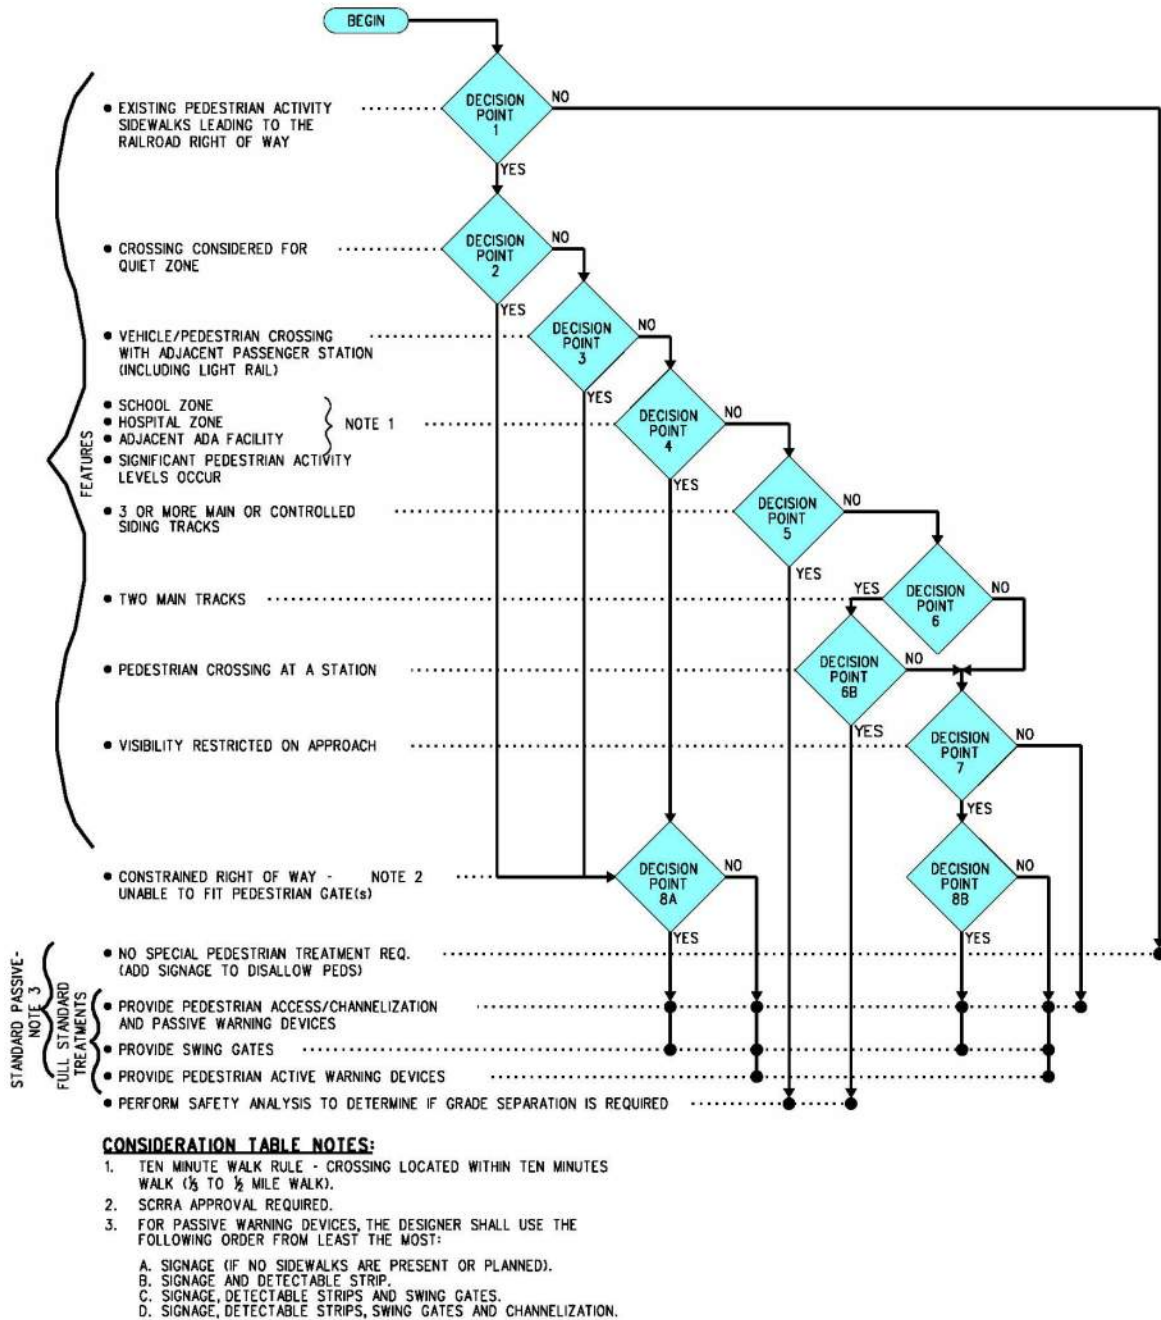 BEGIN
DECISION
POINT
1
NO
YES
● EXISTING PEDESTRIAN ACTIVITY
SIDEWALKS LEADING TO THE
RAILROAD RIGHT OF WAY
DECISION
POINT
2
NO
YES
● CROSSING CONSIDERED FOR
QUIET ZONE
DECISION
POINT
3
NO
YES
● VEHICLE/PEDESTRIAN CROSSING
WITH ADJACENT PASSENGER STATION
(INCLUDING LIGHT RAIL)
● SCHOOL ZONE
● HOSPITAL ZONE
● ADJACENT ADA FACILITY
NOTE 1
● SIGNIFICANT PEDESTRIAN ACTIVITY
LEVELS OCCUR
DECISION
POINT
4
NO
YES
FEATURES
● 3 OR MORE MAIN OR CONTROLLED
SIDING TRACKS
DECISION
POINT
5
NO
YES
● TWO MAIN TRACKS
YES
DECISION
POINT
6
NO
● PEDESTRIAN CROSSING AT A STATION
DECISION
POINT
6B
NO
YES
● VISIBILITY RESTRICTED ON APPROACH
DECISION
POINT
7
NO
YES
● CONSTRAINED RIGHT OF WAY - NOTE 2
UNABLE TO FIT PEDESTRIAN GATE(s)
DECISION
POINT
8A
NO
YES
DECISION
POINT
8B
NO
YES
STANDARD PASSIVE-
NOTE 3
FULL STANDARD
TREATMENTS
● NO SPECIAL PEDESTRIAN TREATMENT REQ.
(ADD SIGNAGE TO DISALLOW PEDS)
● PROVIDE PEDESTRIAN ACCESS/CHANNELIZATION
AND PASSIVE WARNING DEVICES
● PROVIDE SWING GATES
● PROVIDE PEDESTRIAN ACTIVE WARNING DEVICES
● PERFORM SAFETY ANALYSIS TO DETERMINE IF GRADE SEPARATION IS REQUIRED
CONSIDERATION TABLE NOTES:
1. TEN MINUTE WALK RULE - CROSSING LOCATED WITHIN TEN MINUTES
WALK (⅓ TO ½ MILE WALK).
2. SCRRA APPROVAL REQUIRED.
3. FOR PASSIVE WARNING DEVICES, THE DESIGNER SHALL USE THE
FOLLOWING ORDER FROM LEAST THE MOST:
A. SIGNAGE (IF NO SIDEWALKS ARE PRESENT OR PLANNED).
B. SIGNAGE AND DETECTABLE STRIP.
C. SIGNAGE, DETECTABLE STRIPS AND SWING GATES.
D. SIGNAGE, DETECTABLE STRIPS, SWING GATES AND CHANNELIZATION.